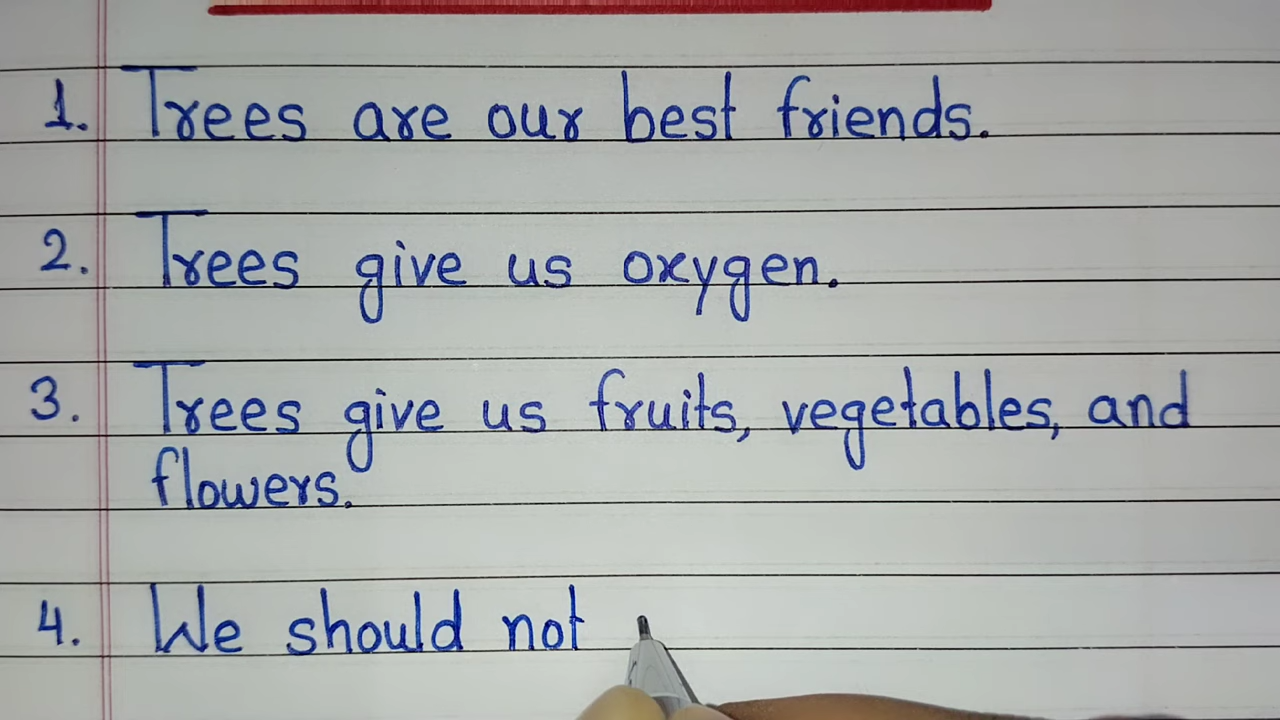 1. Trees are our best friends.
2. Trees give us oxygen.
3. Trees give us fruits, vegetables, and
flowers.
4. We should not